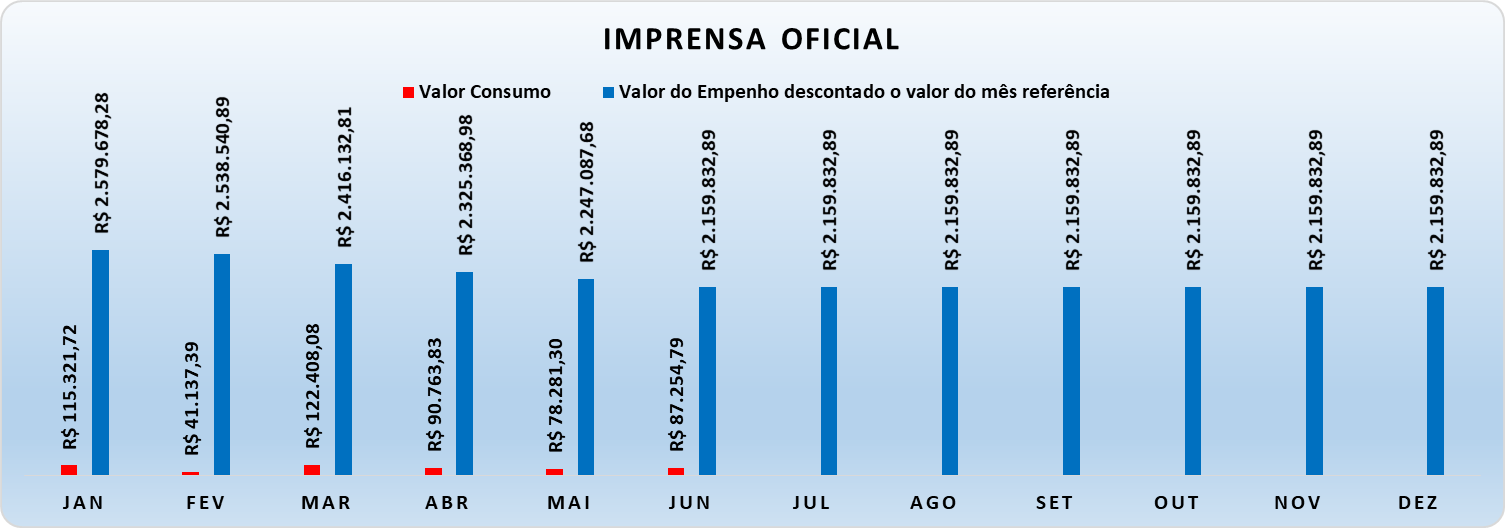 IMPRENSA OFICIAL
Valor Consumo
Valor do Empenho descontado o valor do mês referência
R$ 115.321,72
R$ 2.579.678,28
R$ 41.137,39
R$ 2.538.540,89
R$ 122.408,08
R$ 2.416.132,81
R$ 90.763,83
R$ 2.325.368,98
R$ 78.281,30
R$ 2.247.087,68
R$ 87.254,79
R$ 2.159.832,89
R$ 2.159.832,89
R$ 2.159.832,89
R$ 2.159.832,89
R$ 2.159.832,89
R$ 2.159.832,89
R$ 2.159.832,89
JAN FEV MAR ABR MAI JUN JUL AGO SET OUT NOV DEZ